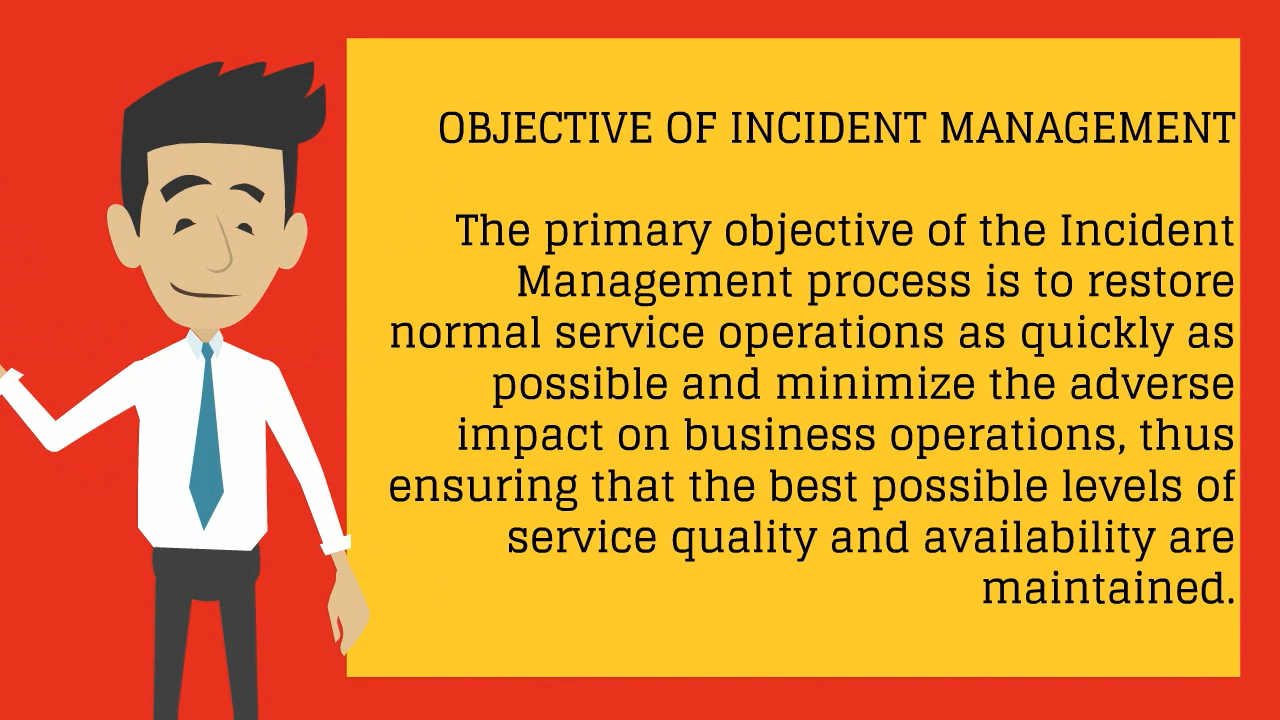 OBJECTIVE OF INCIDENT MANAGEMENT
The primary objective of the Incident
Management process is to restore
normal service operations as quickly as
possible and minimize the adverse
impact on business operations, thus
ensuring that the best possible levels of
service quality and availability are
maintained.